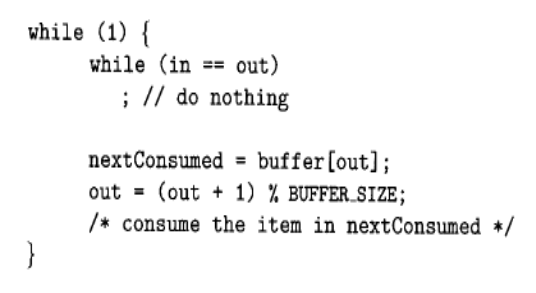 while (1) {
while (in == out)
; // do nothing
nextConsumed = buffer[out];
out = (out + 1) % BUFFER_SIZE;
/* consume the item in nextConsumed */
}